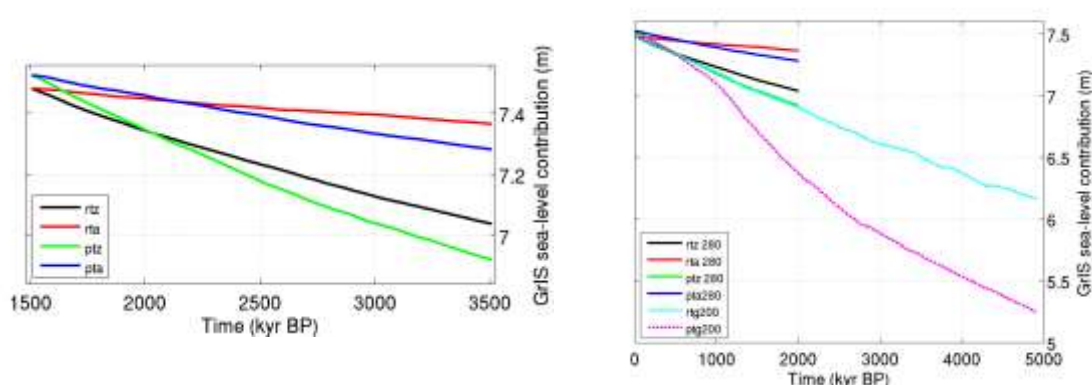 7.4
7.2
7
GrIS sea-level contribution (m)
rtz
rta
ptz
pta
1500 2000 2500 3000 3500
Time (kyr BP)
7.5
7
6.5
6
5.5
5
GrIS sea-level contribution (m)
rtz 280
rta 280
ptz 280
pta280
rtg200
ptg200
0 1000 2000 3000 4000 5000
Time (kyr BP)